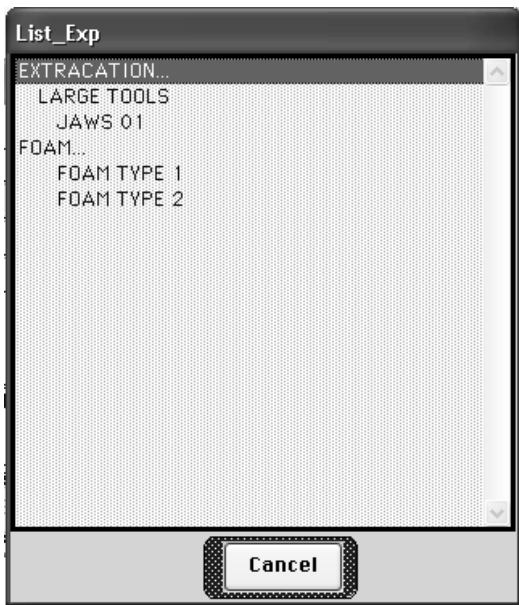 List_Exp
EXTRACATION...
LARGE TOOLS
JAWS 01
FOAM...
FOAM TYPE 1
FOAM TYPE 2
Cancel